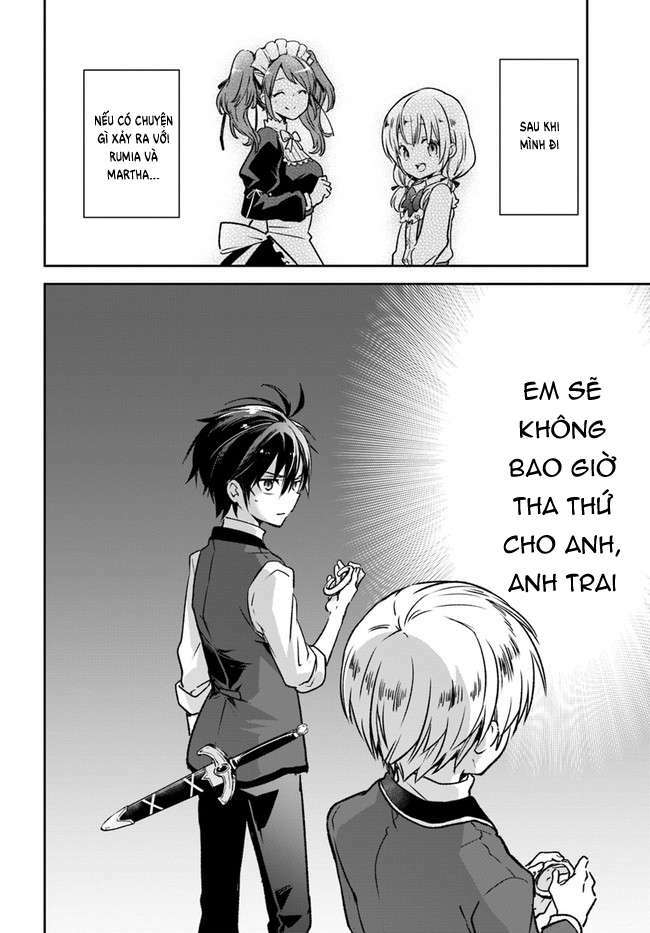 SAU KHI
MÌNH ĐI
NẾU CÓ CHUYỆN
GÌ XẢY RA VỚI
RUMIA VÀ
MARTHA...
EM SẼ
KHÔNG
BAO GIỜ
THA THỨ
CHO ANH,
ANH TRAI